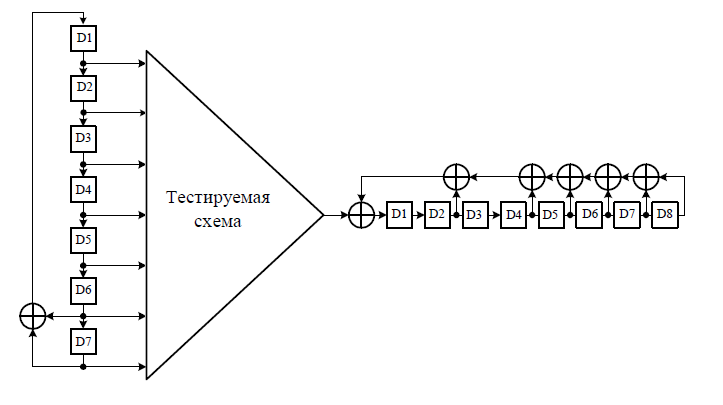 D1
D2
D3
D4
D5
D6
D7
Тестируемая
схема
D1 D2 D3 D4 D5 D6 D7 D8